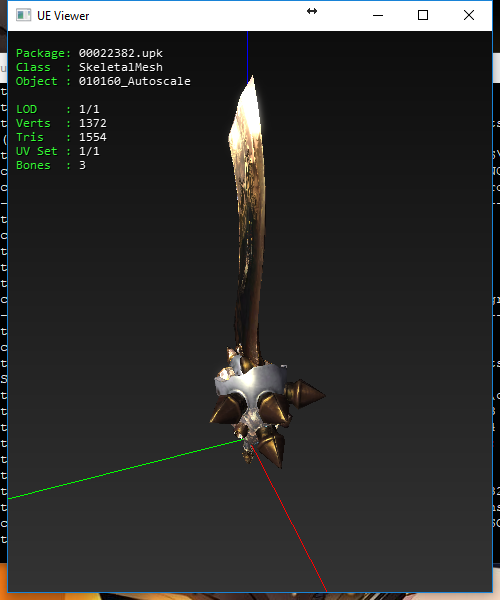 UE Viewer
Package: 00022382.upk
Class  : SkeletalMesh
Object : 010160_Autoscale
LOD    : 1/1
Verts  : 1372
Tris   : 1554
UV Set : 1/1
Bones  : 3